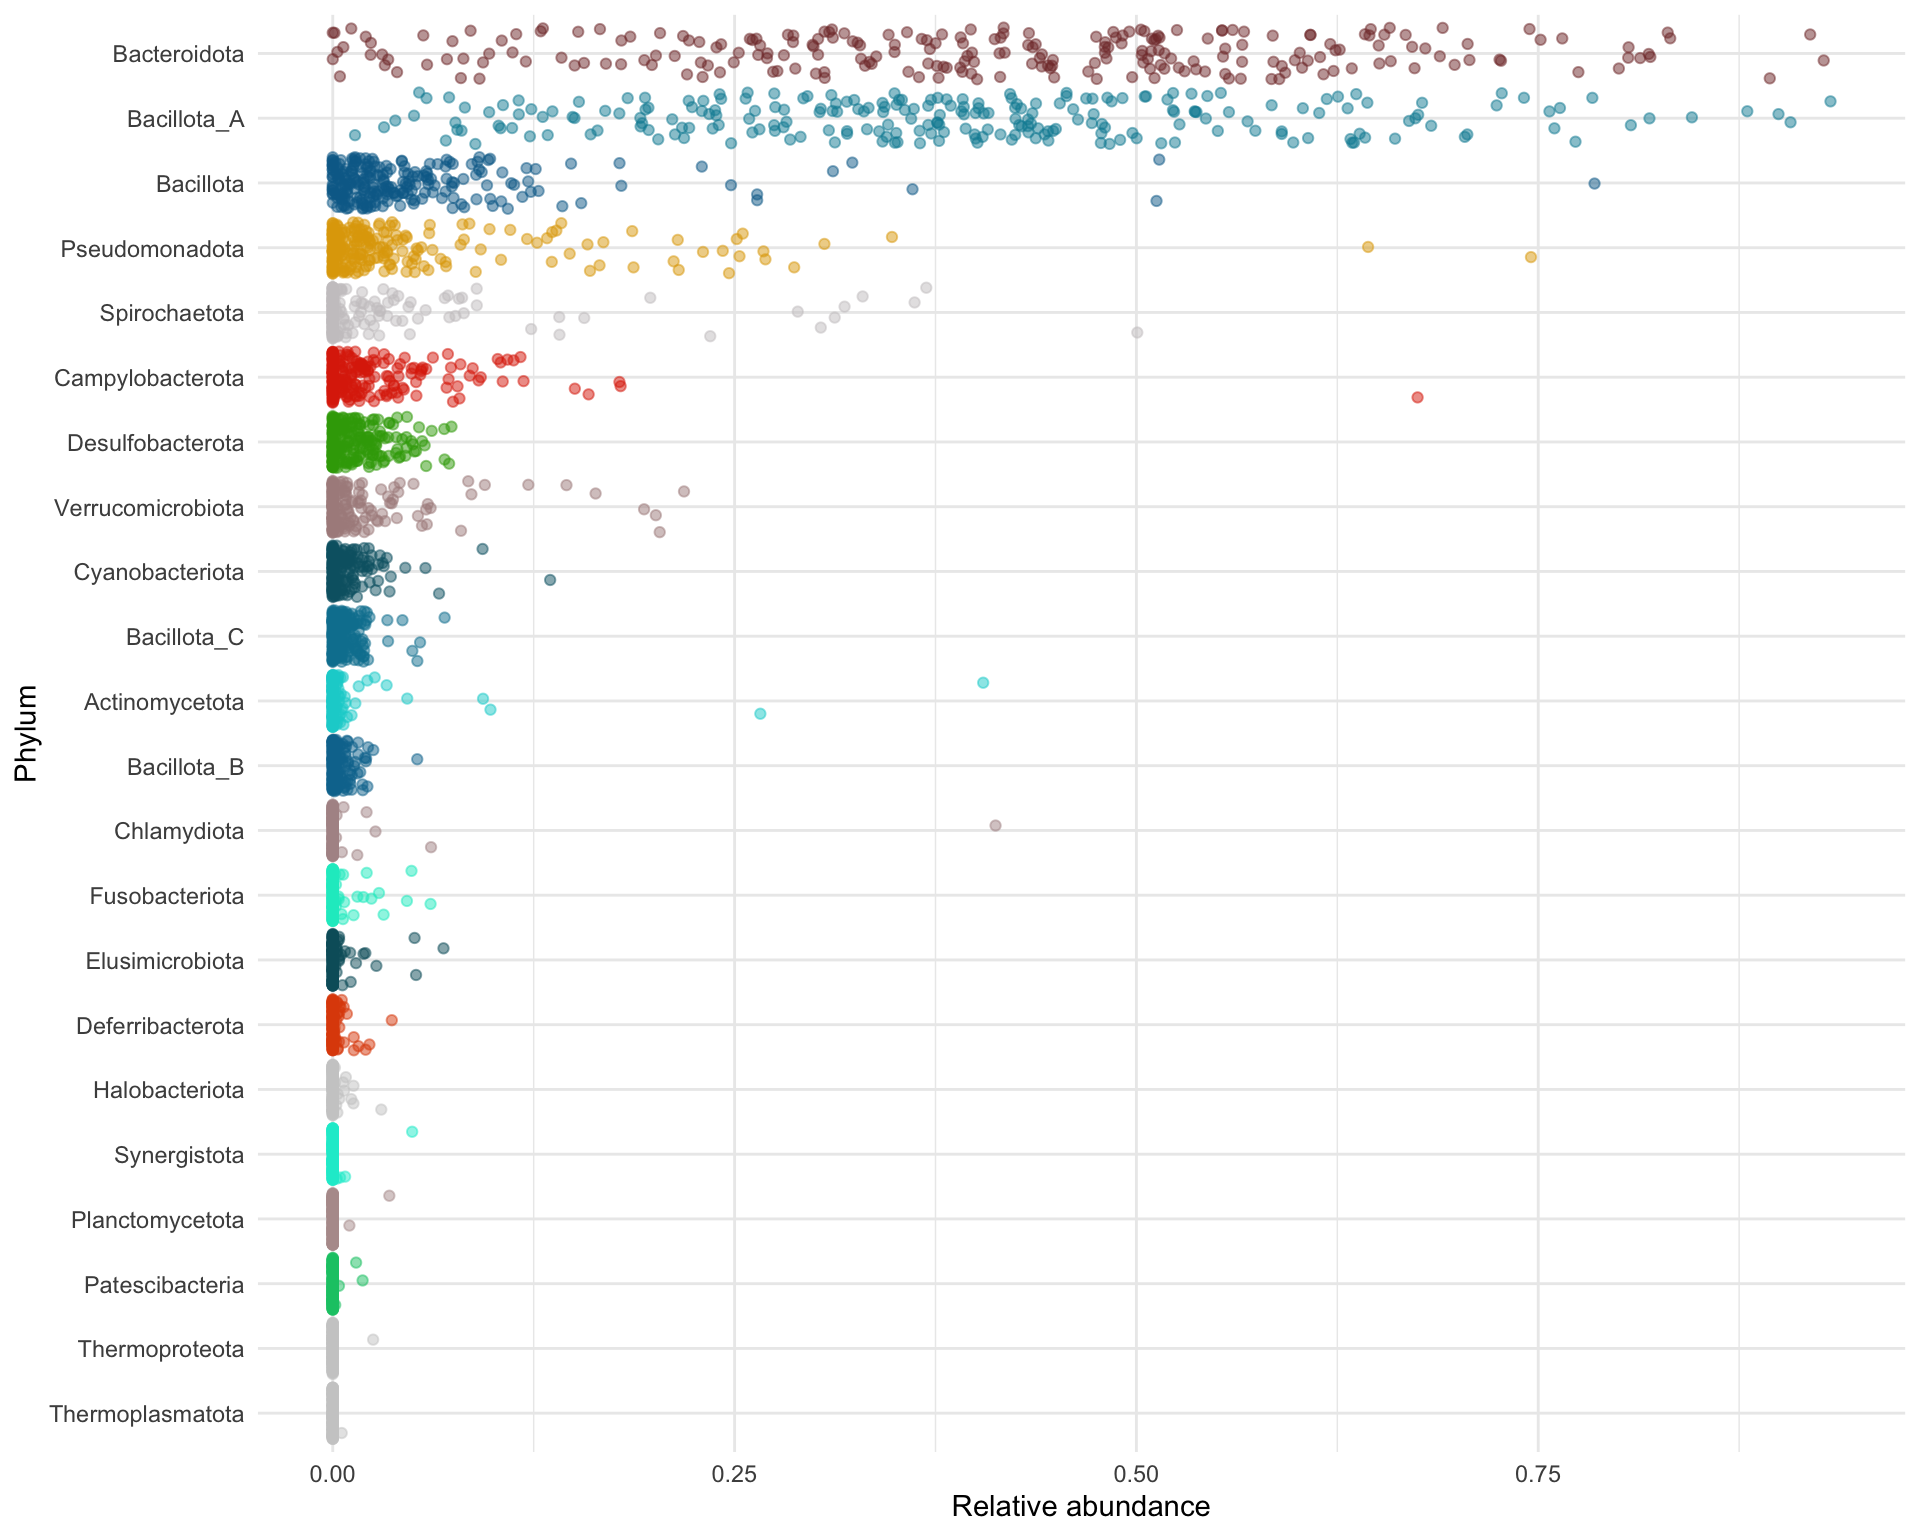 Phylum
Bacteroidota
Bacillota_A
Bacillota
Pseudomonadota
Spirochaetota
Campylobacterota
Desulfobacterota
Verrucomicrobiota
Cyanobacteriota
Bacillota_C
Actinomycetota
Bacillota_B
Chlamydiota
Fusobacteriota
Elusimicrobiota
Deferribacterota
Halobacteriota
Synergistota
Planctomycetota
Patescibacteria
Thermoproteota
Thermoplasmatota
0.00 0.25 0.50 0.75
Relative abundance